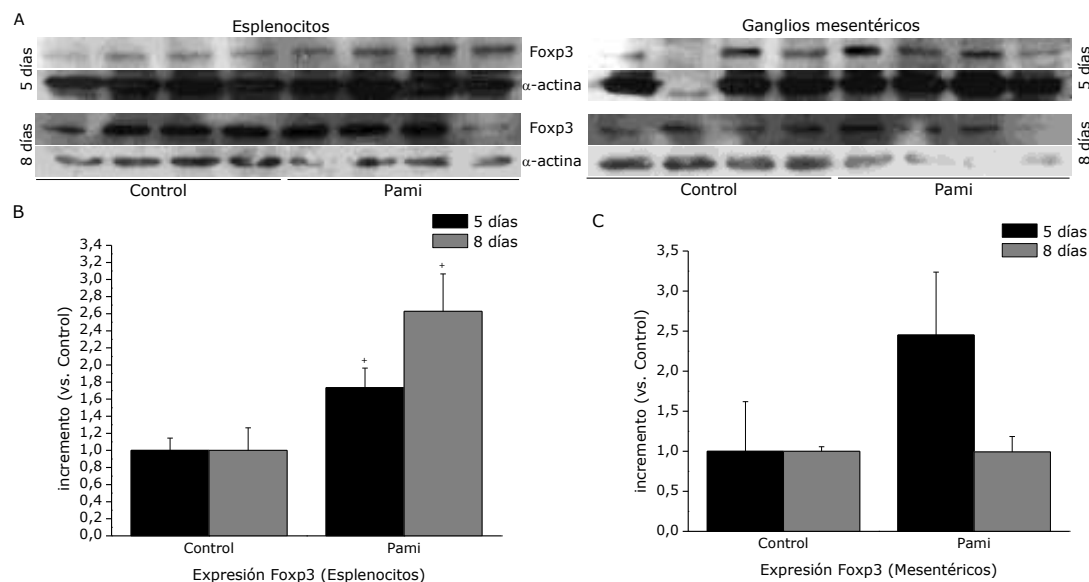 A
Esplenocitos
Ganglios mesentéricos
5 días
Foxp3
α-actina
5 días
8 días
Foxp3
α-actina
8 días
Control
Pami
Control
Pami
B
5 días
8 días
incremento (vs. Control)
3,4
3,2
3,0
2,8
2,6
2,4
2,2
2,0
1,8
1,6
1,4
1,2
1,0
0,8
0,6
0,4
0,2
0,0
+
+
Control
Pami
Expresión Foxp3 (Esplenocitos)
C
5 días
8 días
incremento (vs. Control)
3,5
3,0
2,5
2,0
1,5
1,0
0,5
0,0
Control
Pami
Expresión Foxp3 (Mesentéricos)